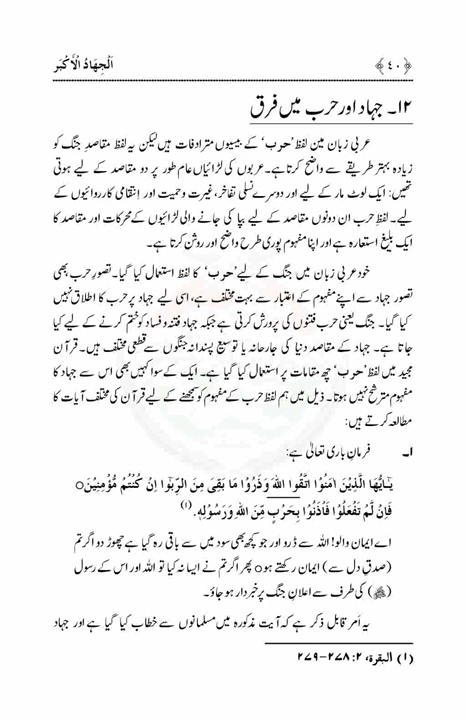 ﴿۴۰﴾ اَلْجِهَادُ الْاَكْبَر
۱۲۔ جہاد اور حرب میں فرق
عربی زبان مین لفظ ’حرب‘ کے بیسیوں مترادفات ہیں لیکن یہ لفظ مقاصدِ جنگ کو
زیادہ بہتر طریقے سے واضح کرتا ہے۔ عربوں کی لڑائیاں عام طور پر دو مقاصد کے لیے ہوتی
تھیں: ایک لوٹ مار کے لیے اور دوسرے نسلی تفاخر، غیرت وحمیت اور اِنتقامی کارروائیوں کے
لیے۔ لفظِ حرب ان دونوں مقاصد کے لیے بپا کی جانے والی لڑائیوں کے محرکات اور مقاصد کا
ایک بلیغ استعارہ ہے اور اپنا مفہوم پوری طرح واضح اور روشن کرتا ہے۔
خود عربی زبان میں جنگ کے لیے ’حرب‘ کا لفظ استعمال کیا گیا۔ تصورِ حرب بھی
تصور جہاد سے اپنے مفہوم کے اعتبار سے بہت مختلف ہے، اسی لیے جہاد پر حرب کا اطلاق نہیں
کیا گیا۔ جنگ یعنی حرب فتنوں کی پرورش کرتی ہے جبکہ جہاد فتنہ و فساد کو ختم کرنے کے لیے کیا
جاتا ہے۔ جہاد کے مقاصد دنیا کی جارحانہ یا توسیع پسندانہ جنگوں سے قطعی مختلف ہیں۔ قرآن
مجید میں لفظ ’حرب‘ چھ مقامات پر استعمال کیا گیا ہے۔ ایک کے سوا کہیں بھی اس سے جہاد کا
مفہوم مترشح نہیں ہوتا۔ ذیل میں ہم لفظ حرب کے مفہوم کو سمجھنے کے لیے قرآن کی مختلف آیات کا
مطالعہ کرتے ہیں:
۱۔ فرمانِ باری تعالیٰ ہے:
يٰٓاَيُّهَا الَّذِيْنَ اٰمَنُوا اتَّقُوا اللهَ وَذَرُوْا مَا بَقِيَ مِنَ الرِّبٰوا اِنْ كُنْتُمْ مُّؤْمِنِيْنَo
فَاِنْ لَّمْ تَفْعَلُوْا فَاْذَنُوْا بِحَرْبٍ مِّنَ اللهِ وَرَسُوْلِهٖ. (۱)
اے ایمان والو! اللہ سے ڈرو اور جو کچھ بھی سود میں سے باقی رہ گیا ہے چھوڑ دو اگر تم
(صدقِ دل سے) ایمان رکھتے ہوo پھر اگر تم نے ایسا نہ کیا تو اللہ اور اس کے رسول
(ﷺ) کی طرف سے اعلانِ جنگ پر خبردار ہو جاؤ۔
یہ اَمر قابل ذکر ہے کہ آیت مذکورہ میں مسلمانوں سے خطاب کیا گیا ہے اور جہاد
(۱) البقرة، ۲: ۲۷۸-۲۷۹